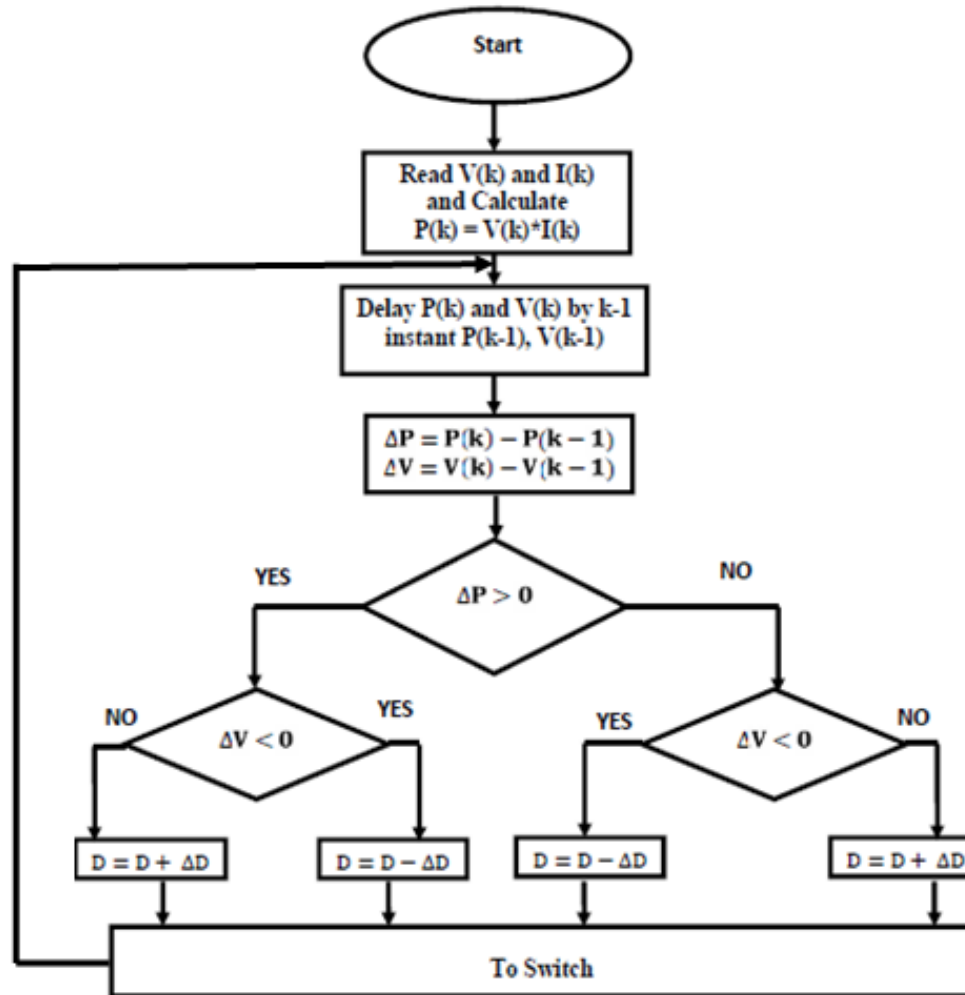 Start
Read V(k) and I(k)
and Calculate
P(k) = V(k)*I(k)
Delay P(k) and V(k) by k-1
instant P(k-1), V(k-1)
ΔP = P(k) − P(k − 1)
ΔV = V(k) − V(k − 1)
YES
NO
ΔP > 0
NO
YES
YES
NO
ΔV < 0
ΔV < 0
D = D + ΔD
D = D − ΔD
D = D − ΔD
D = D + ΔD
To Switch